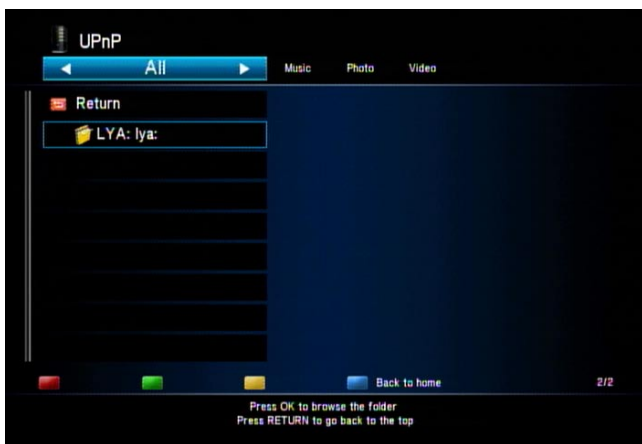 UPnP
All Music Photo Video
Return
LYA: lya:
Back to home 2/2
Press OK to browse the folder
Press RETURN to go back to the top